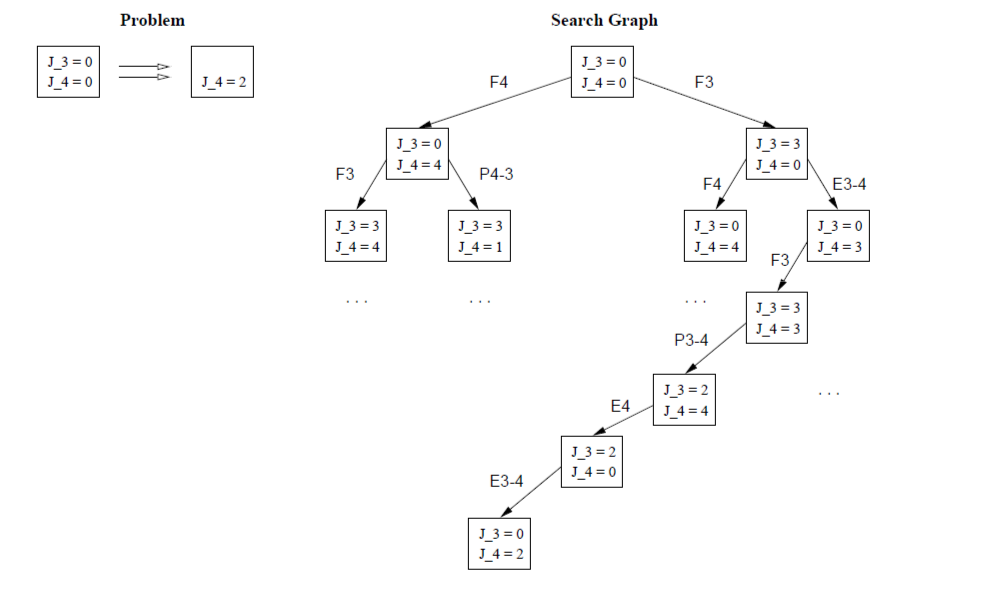 Problem
Search Graph
J_3 = 0
J_4 = 0
J_4 = 2
J_3 = 0
J_4 = 0
F4
F3
J_3 = 0
J_4 = 4
J_3 = 3
J_4 = 0
F3
P4-3
F4
E3-4
J_3 = 3
J_4 = 4
J_3 = 3
J_4 = 1
J_3 = 0
J_4 = 4
J_3 = 0
J_4 = 3
F3
. . .
. . .
. . .
J_3 = 3
J_4 = 3
P3-4
J_3 = 2
J_4 = 4
. . .
E4
J_3 = 2
J_4 = 0
E3-4
J_3 = 0
J_4 = 2